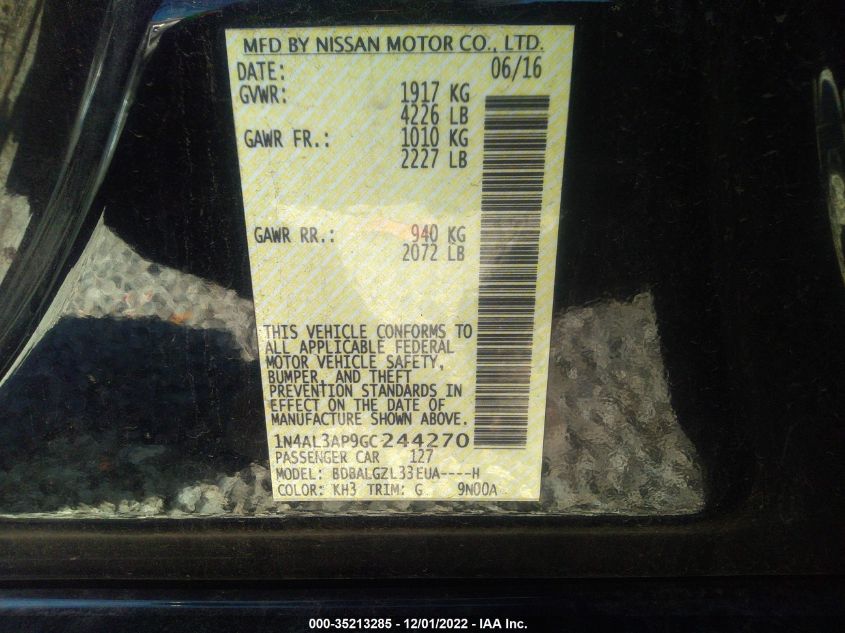 MFD BY NISSAN MOTOR CO., LTD.
DATE: 06/16
GVWR: 1917 KG
4226 LB
GAWR FR.: 1010 KG
2227 LB
GAWR RR.: 940 KG
2072 LB
THIS VEHICLE CONFORMS TO
ALL APPLICABLE FEDERAL
MOTOR VEHICLE SAFETY,
BUMPER, AND THEFT
PREVENTION STANDARDS IN
EFFECT ON THE DATE OF
MANUFACTURE SHOWN ABOVE.
1N4AL3AP9GC244270
PASSENGER CAR 127
MODEL: BDBALGZL33EUA----H
COLOR: KH3 TRIM: G 9N00A
000-35213285 - 12/01/2022 - IAA Inc.